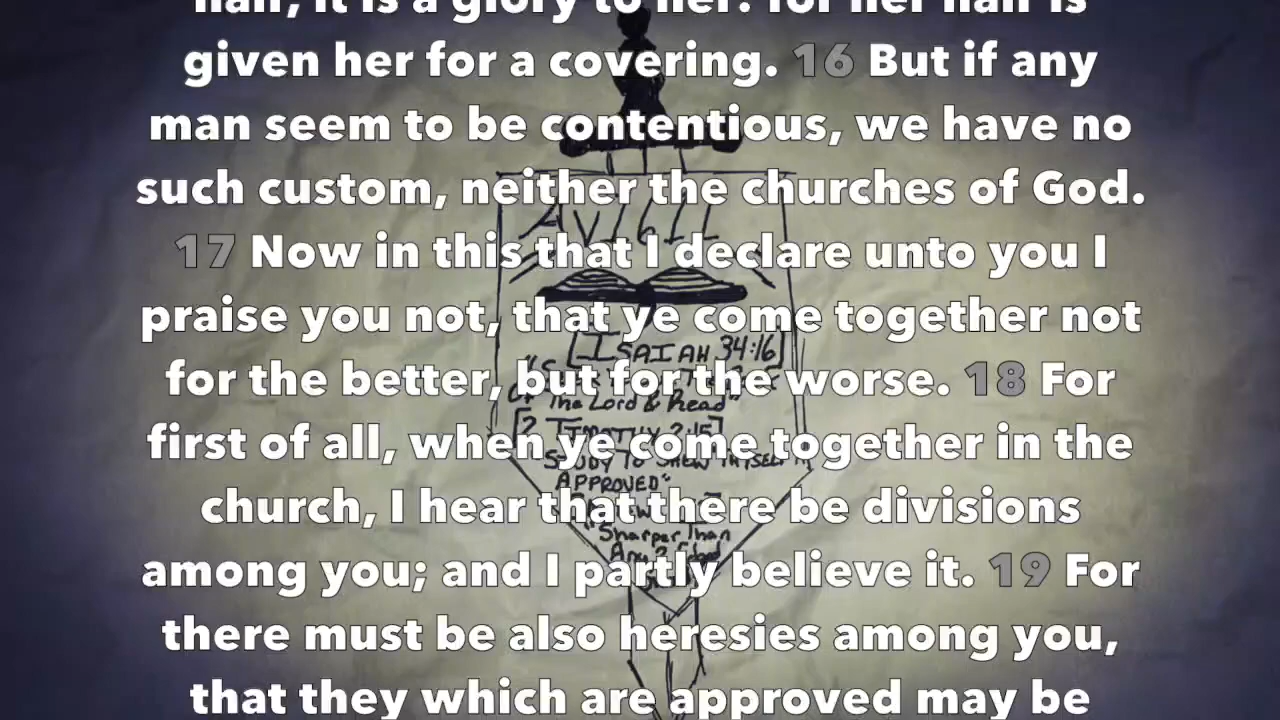 hair, it is a glory to her: for her hair is
given her for a covering. 16 But if any
man seem to be contentious, we have no
such custom, neither the churches of God.
17 Now in this that I declare unto you I
praise you not, that ye come together not
for the better, but for the worse. 18 For
first of all, when ye come together in the
church, I hear that there be divisions
among you; and I partly believe it. 19 For
there must be also heresies among you,
that they which are approved may be
[ISAIAH 34:16]
The Lord & Read"
[2 TIMOTHY 2:15]
STUDY TO SHEW THYSELF
APPROVED"
"Sharper Than
Any 2 Edged